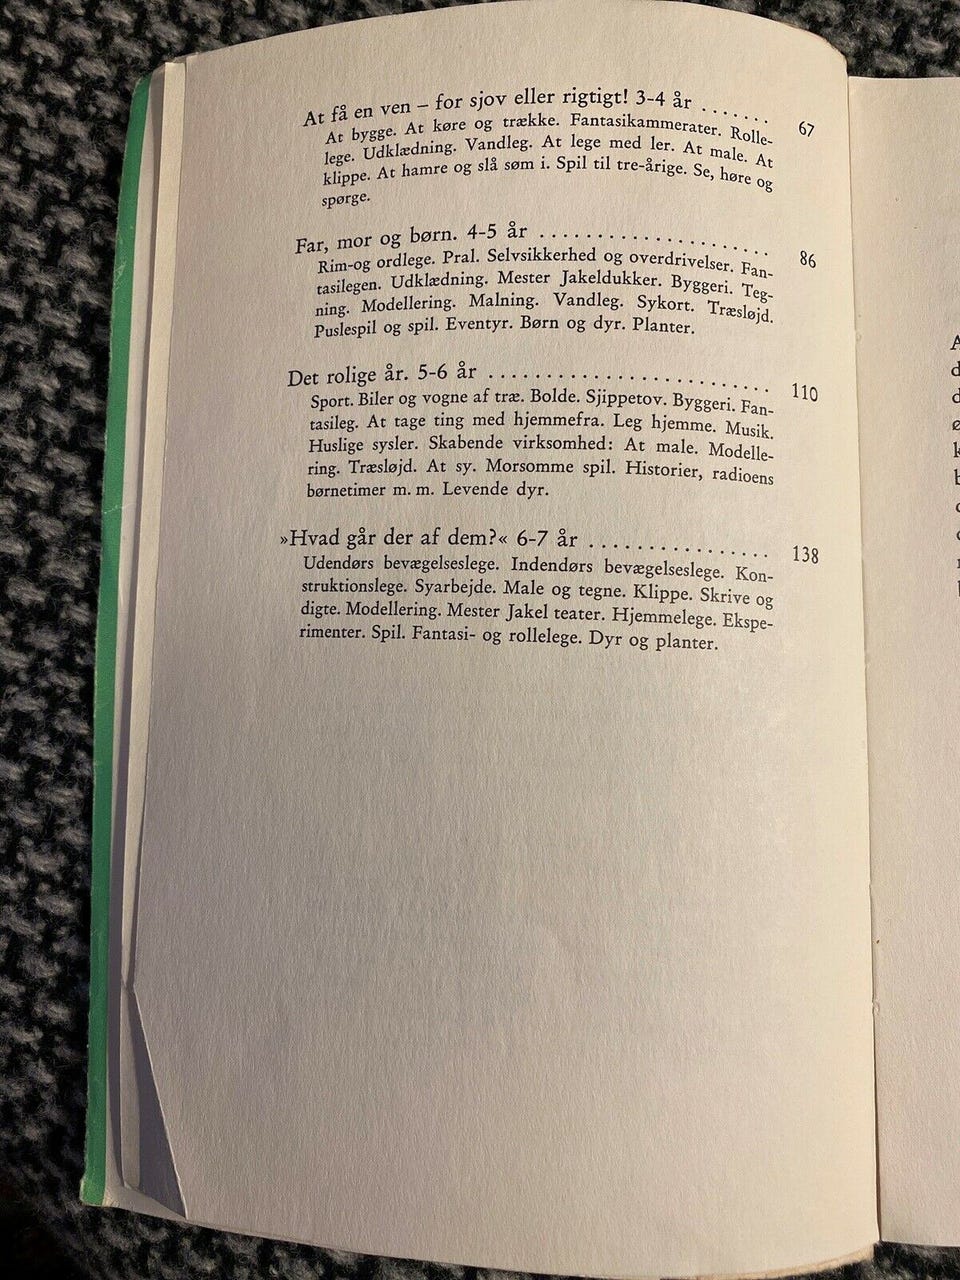 At få en ven – for sjov eller rigtigt! 3-4 år ....... 67
At bygge. At køre og trække. Fantasikammerater. Rolle-
lege. Udklædning. Vandleg. At lege med ler. At male. At
klippe. At hamre og slå søm i. Spil til tre-årige. Se, høre og
spørge.
Far, mor og børn. 4-5 år .................... 86
Rim-og ordlege. Pral. Selvsikkerhed og overdrivelser. Fan-
tasilegen. Udklædning. Mester Jakeldukker. Byggeri. Teg-
ning. Modellering. Malning. Vandleg. Sykort. Træsløjd.
Puslespil og spil. Eventyr. Børn og dyr. Planter.
Det rolige år. 5-6 år ........................ 110
Sport. Biler og vogne af træ. Bolde. Sjippetov. Byggeri. Fan-
tasileg. At tage ting med hjemmefra. Leg hjemme. Musik.
Huslige sysler. Skabende virksomhed: At male. Modelle-
ring. Træsløjd. At sy. Morsomme spil. Historier, radioens
børnetimer m. m. Levende dyr.
»Hvad går der af dem?« 6-7 år ................ 138
Udendørs bevægelseslege. Indendørs bevægelseslege. Kon-
struktionslege. Syarbejde. Male og tegne. Klippe. Skrive og
digte. Modellering. Mester Jakel teater. Hjemmelege. Ekspe-
rimenter. Spil. Fantasi- og rollelege. Dyr og planter.